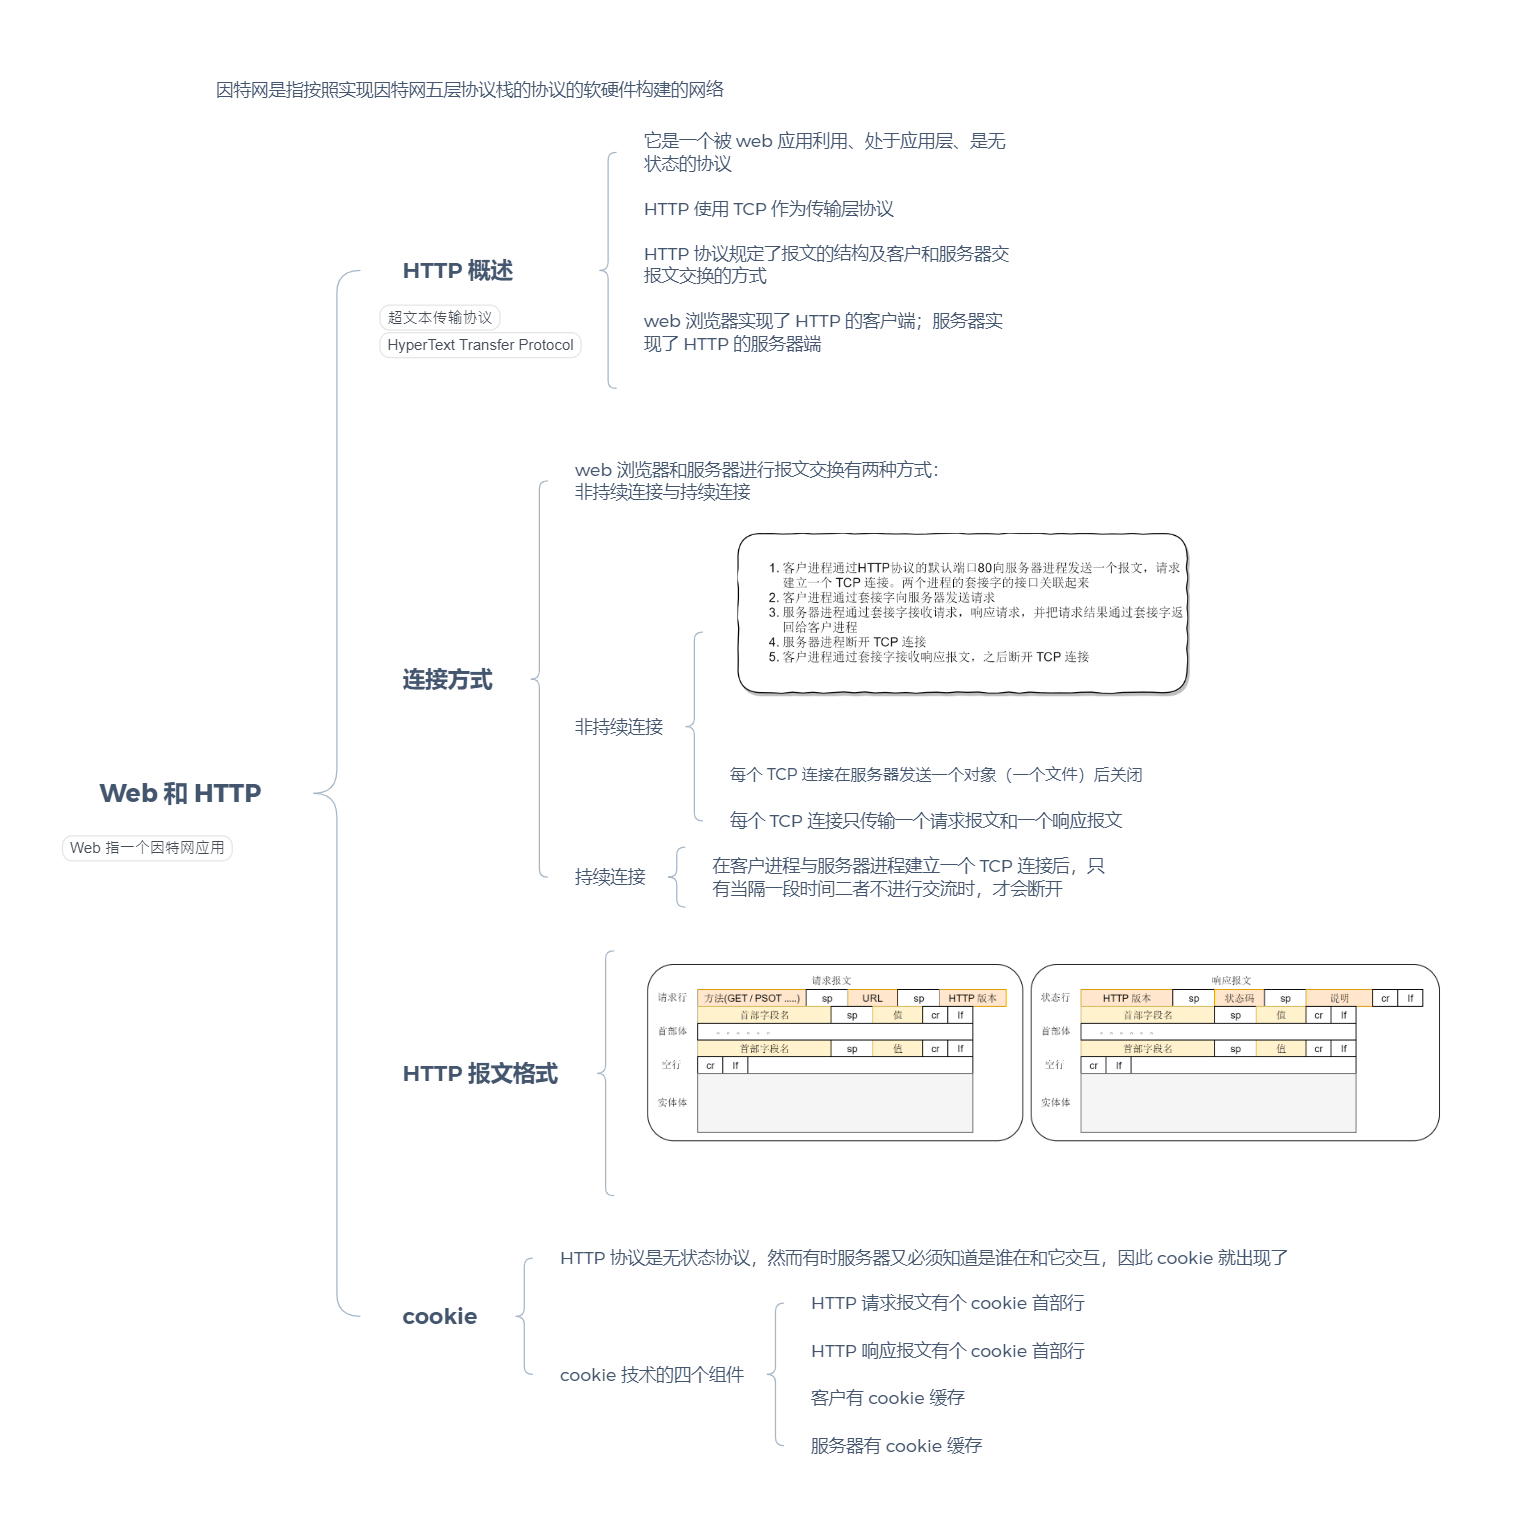 因特网是指按照实现因特网五层协议栈的协议的软硬件构建的网络
Web 和 HTTP
Web 指一个因特网应用
HTTP 概述
超文本传输协议
HyperText Transfer Protocol
它是一个被 web 应用利用、处于应用层、是无
状态的协议
HTTP 使用 TCP 作为传输层协议
HTTP 协议规定了报文的结构及客户和服务器交
报文交换的方式
web 浏览器实现了 HTTP 的客户端；服务器实
现了 HTTP 的服务器端
连接方式
web 浏览器和服务器进行报文交换有两种方式：
非持续连接与持续连接
非持续连接
1. 客户进程通过HTTP协议的默认端口80向服务器进程发送一个报文，请求
建立一个 TCP 连接。两个进程的套接字的接口关联起来
2. 客户进程通过套接字向服务器发送请求
3. 服务器进程通过套接字接收请求，响应请求，并把请求结果通过套接字返
回给客户进程
4. 服务器进程断开 TCP 连接
5. 客户进程通过套接字接收响应报文，之后断开 TCP 连接
每个 TCP 连接在服务器发送一个对象（一个文件）后关闭
每个 TCP 连接只传输一个请求报文和一个响应报文
持续连接
在客户进程与服务器进程建立一个 TCP 连接后，只
有当隔一段时间二者不进行交流时，才会断开
HTTP 报文格式
请求报文
请求行 方法(GET / PSOT .....) sp URL sp HTTP 版本
首部字段名 sp 值 cr lf
首部体 。。。。。。
首部字段名 sp 值 cr lf
空行 cr lf
实体体
响应报文
状态行 HTTP 版本 sp 状态码 sp 说明 cr lf
首部字段名 sp 值 cr lf
首部体 。。。。。。
首部字段名 sp 值 cr lf
空行 cr lf
实体体
cookie
HTTP 协议是无状态协议，然而有时服务器又必须知道是谁在和它交互，因此 cookie 就出现了
cookie 技术的四个组件
HTTP 请求报文有个 cookie 首部行
HTTP 响应报文有个 cookie 首部行
客户有 cookie 缓存
服务器有 cookie 缓存